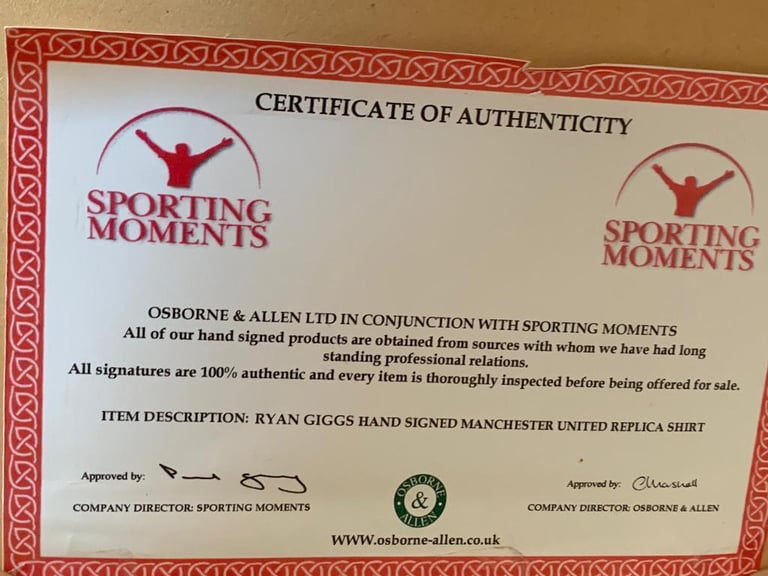 CERTIFICATE OF AUTHENTICITY
SPORTING
MOMENTS
SPORTING
MOMENTS
OSBORNE & ALLEN LTD IN CONJUNCTION WITH SPORTING MOMENTS
All of our hand signed products are obtained from sources with whom we have had long
standing professional relations.
All signatures are 100% authentic and every item is thoroughly inspected before being offered for sale.
ITEM DESCRIPTION: RYAN GIGGS HAND SIGNED MANCHESTER UNITED REPLICA SHIRT
Approved by:
COMPANY DIRECTOR: SPORTING MOMENTS
OSBORNE
&
ALLEN
Approved by: CMarshall
COMPANY DIRECTOR: OSBORNE & ALLEN
WWW.osborne-allen.co.uk